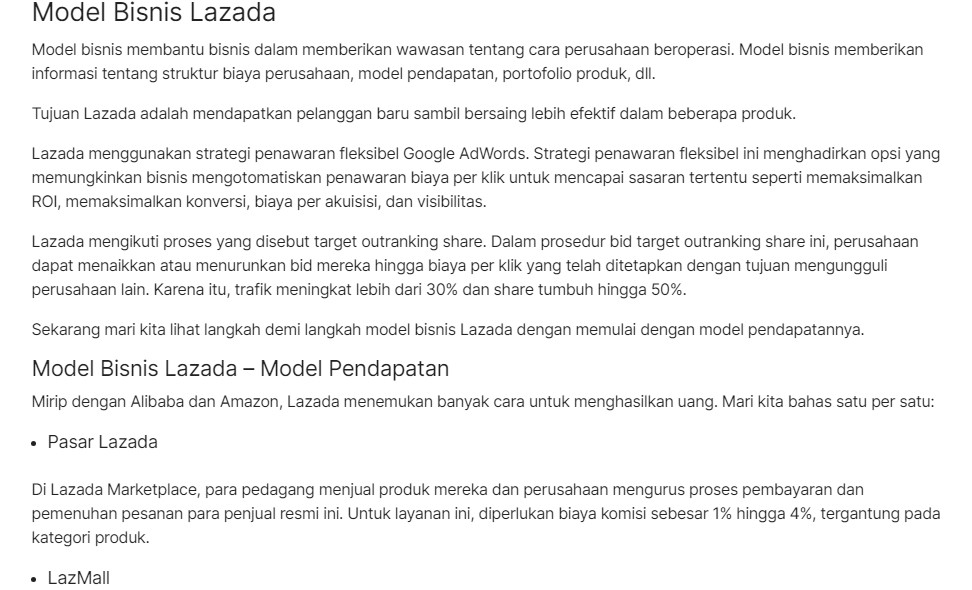 Model Bisnis Lazada
Model bisnis membantu bisnis dalam memberikan wawasan tentang cara perusahaan beroperasi. Model bisnis memberikan
informasi tentang struktur biaya perusahaan, model pendapatan, portofolio produk, dll.
Tujuan Lazada adalah mendapatkan pelanggan baru sambil bersaing lebih efektif dalam beberapa produk.
Lazada menggunakan strategi penawaran fleksibel Google AdWords. Strategi penawaran fleksibel ini menghadirkan opsi yang
memungkinkan bisnis mengotomatiskan penawaran biaya per klik untuk mencapai sasaran tertentu seperti memaksimalkan
ROI, memaksimalkan konversi, biaya per akuisisi, dan visibilitas.
Lazada mengikuti proses yang disebut target outranking share. Dalam prosedur bid target outranking share ini, perusahaan
dapat menaikkan atau menurunkan bid mereka hingga biaya per klik yang telah ditetapkan dengan tujuan mengungguli
perusahaan lain. Karena itu, trafik meningkat lebih dari 30% dan share tumbuh hingga 50%.
Sekarang mari kita lihat langkah demi langkah model bisnis Lazada dengan memulai dengan model pendapatannya.
Model Bisnis Lazada – Model Pendapatan
Mirip dengan Alibaba dan Amazon, Lazada menemukan banyak cara untuk menghasilkan uang. Mari kita bahas satu per satu:
• Pasar Lazada
Di Lazada Marketplace, para pedagang menjual produk mereka dan perusahaan mengurus proses pembayaran dan
pemenuhan pesanan para penjual resmi ini. Untuk layanan ini, diperlukan biaya komisi sebesar 1% hingga 4%, tergantung pada
kategori produk.
• LazMall